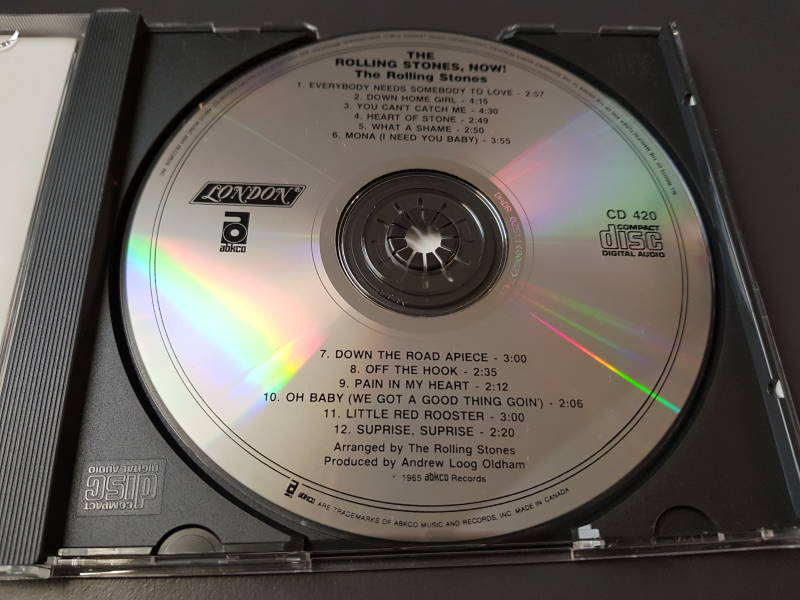 THE
ROLLING STONES, NOW!
The Rolling Stones
1. EVERYBODY NEEDS SOMEBODY TO LOVE - 2:57
2. DOWN HOME GIRL - 4:15
3. YOU CAN'T CATCH ME - 4:30
4. HEART OF STONE - 2:49
5. WHAT A SHAME - 2:50
6. MONA (I NEED YOU BABY) - 3:55
LONDON®
abkco
CD 420
COMPACT
disc
DIGITAL AUDIO
7. DOWN THE ROAD APIECE - 3:00
8. OFF THE HOOK - 2:35
9. PAIN IN MY HEART - 2:12
10. OH BABY (WE GOT A GOOD THING GOIN') - 2:06
11. LITTLE RED ROOSTER - 3:00
12. SUPRISE, SUPRISE - 2:20
Arranged by The Rolling Stones
Produced by Andrew Loog Oldham
1965 abkco Records
abkco ARE TRADEMARKS OF ABKCO MUSIC AND RECORDS, INC. MADE IN CANADA
COMPACT
disc
DIGITAL AUDIO